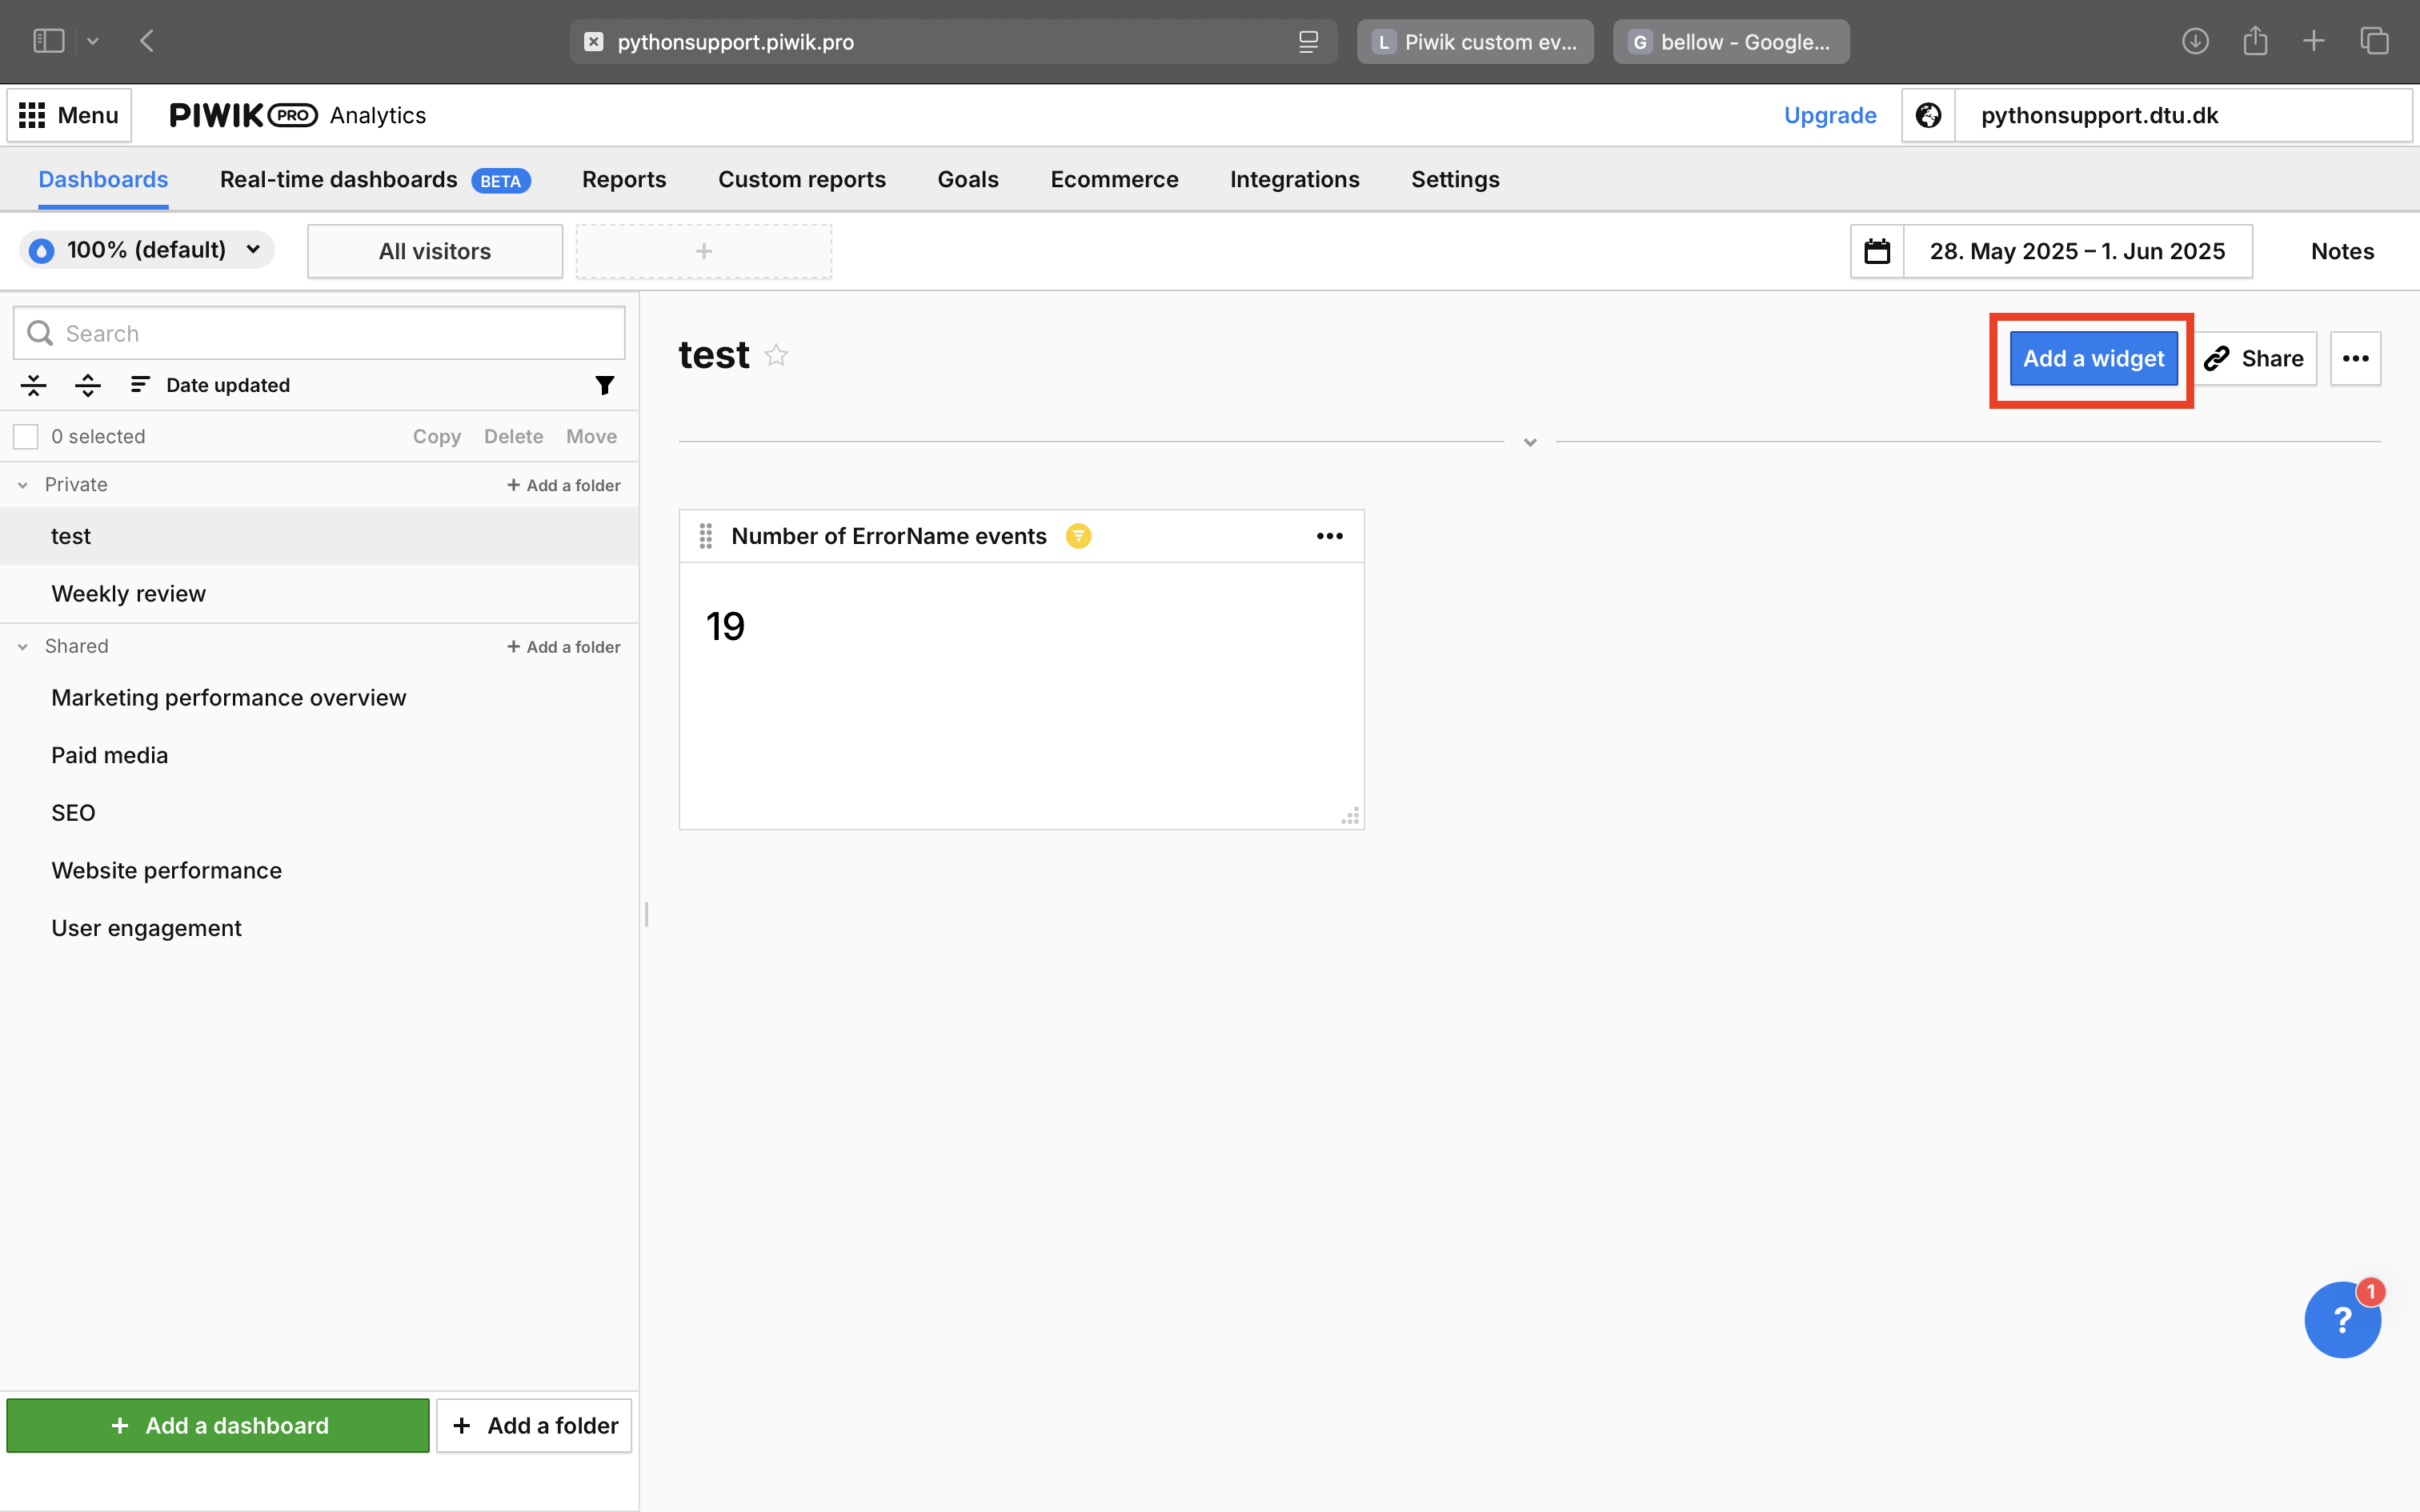 pythonsupport.piwik.pro
L Piwik custom ev...
G bellow - Google...
Menu
PIWIK PRO Analytics
Upgrade
pythonsupport.dtu.dk
Dashboards
Real-time dashboards BETA
Reports
Custom reports
Goals
Ecommerce
Integrations
Settings
100% (default)
All visitors
+
28. May 2025 – 1. Jun 2025
Notes
Search
Date updated
0 selected
Copy Delete Move
Private
+ Add a folder
test
Weekly review
Shared
+ Add a folder
Marketing performance overview
Paid media
SEO
Website performance
User engagement
+ Add a dashboard
+ Add a folder
test
Add a widget
Share
Number of ErrorName events
19
1
?